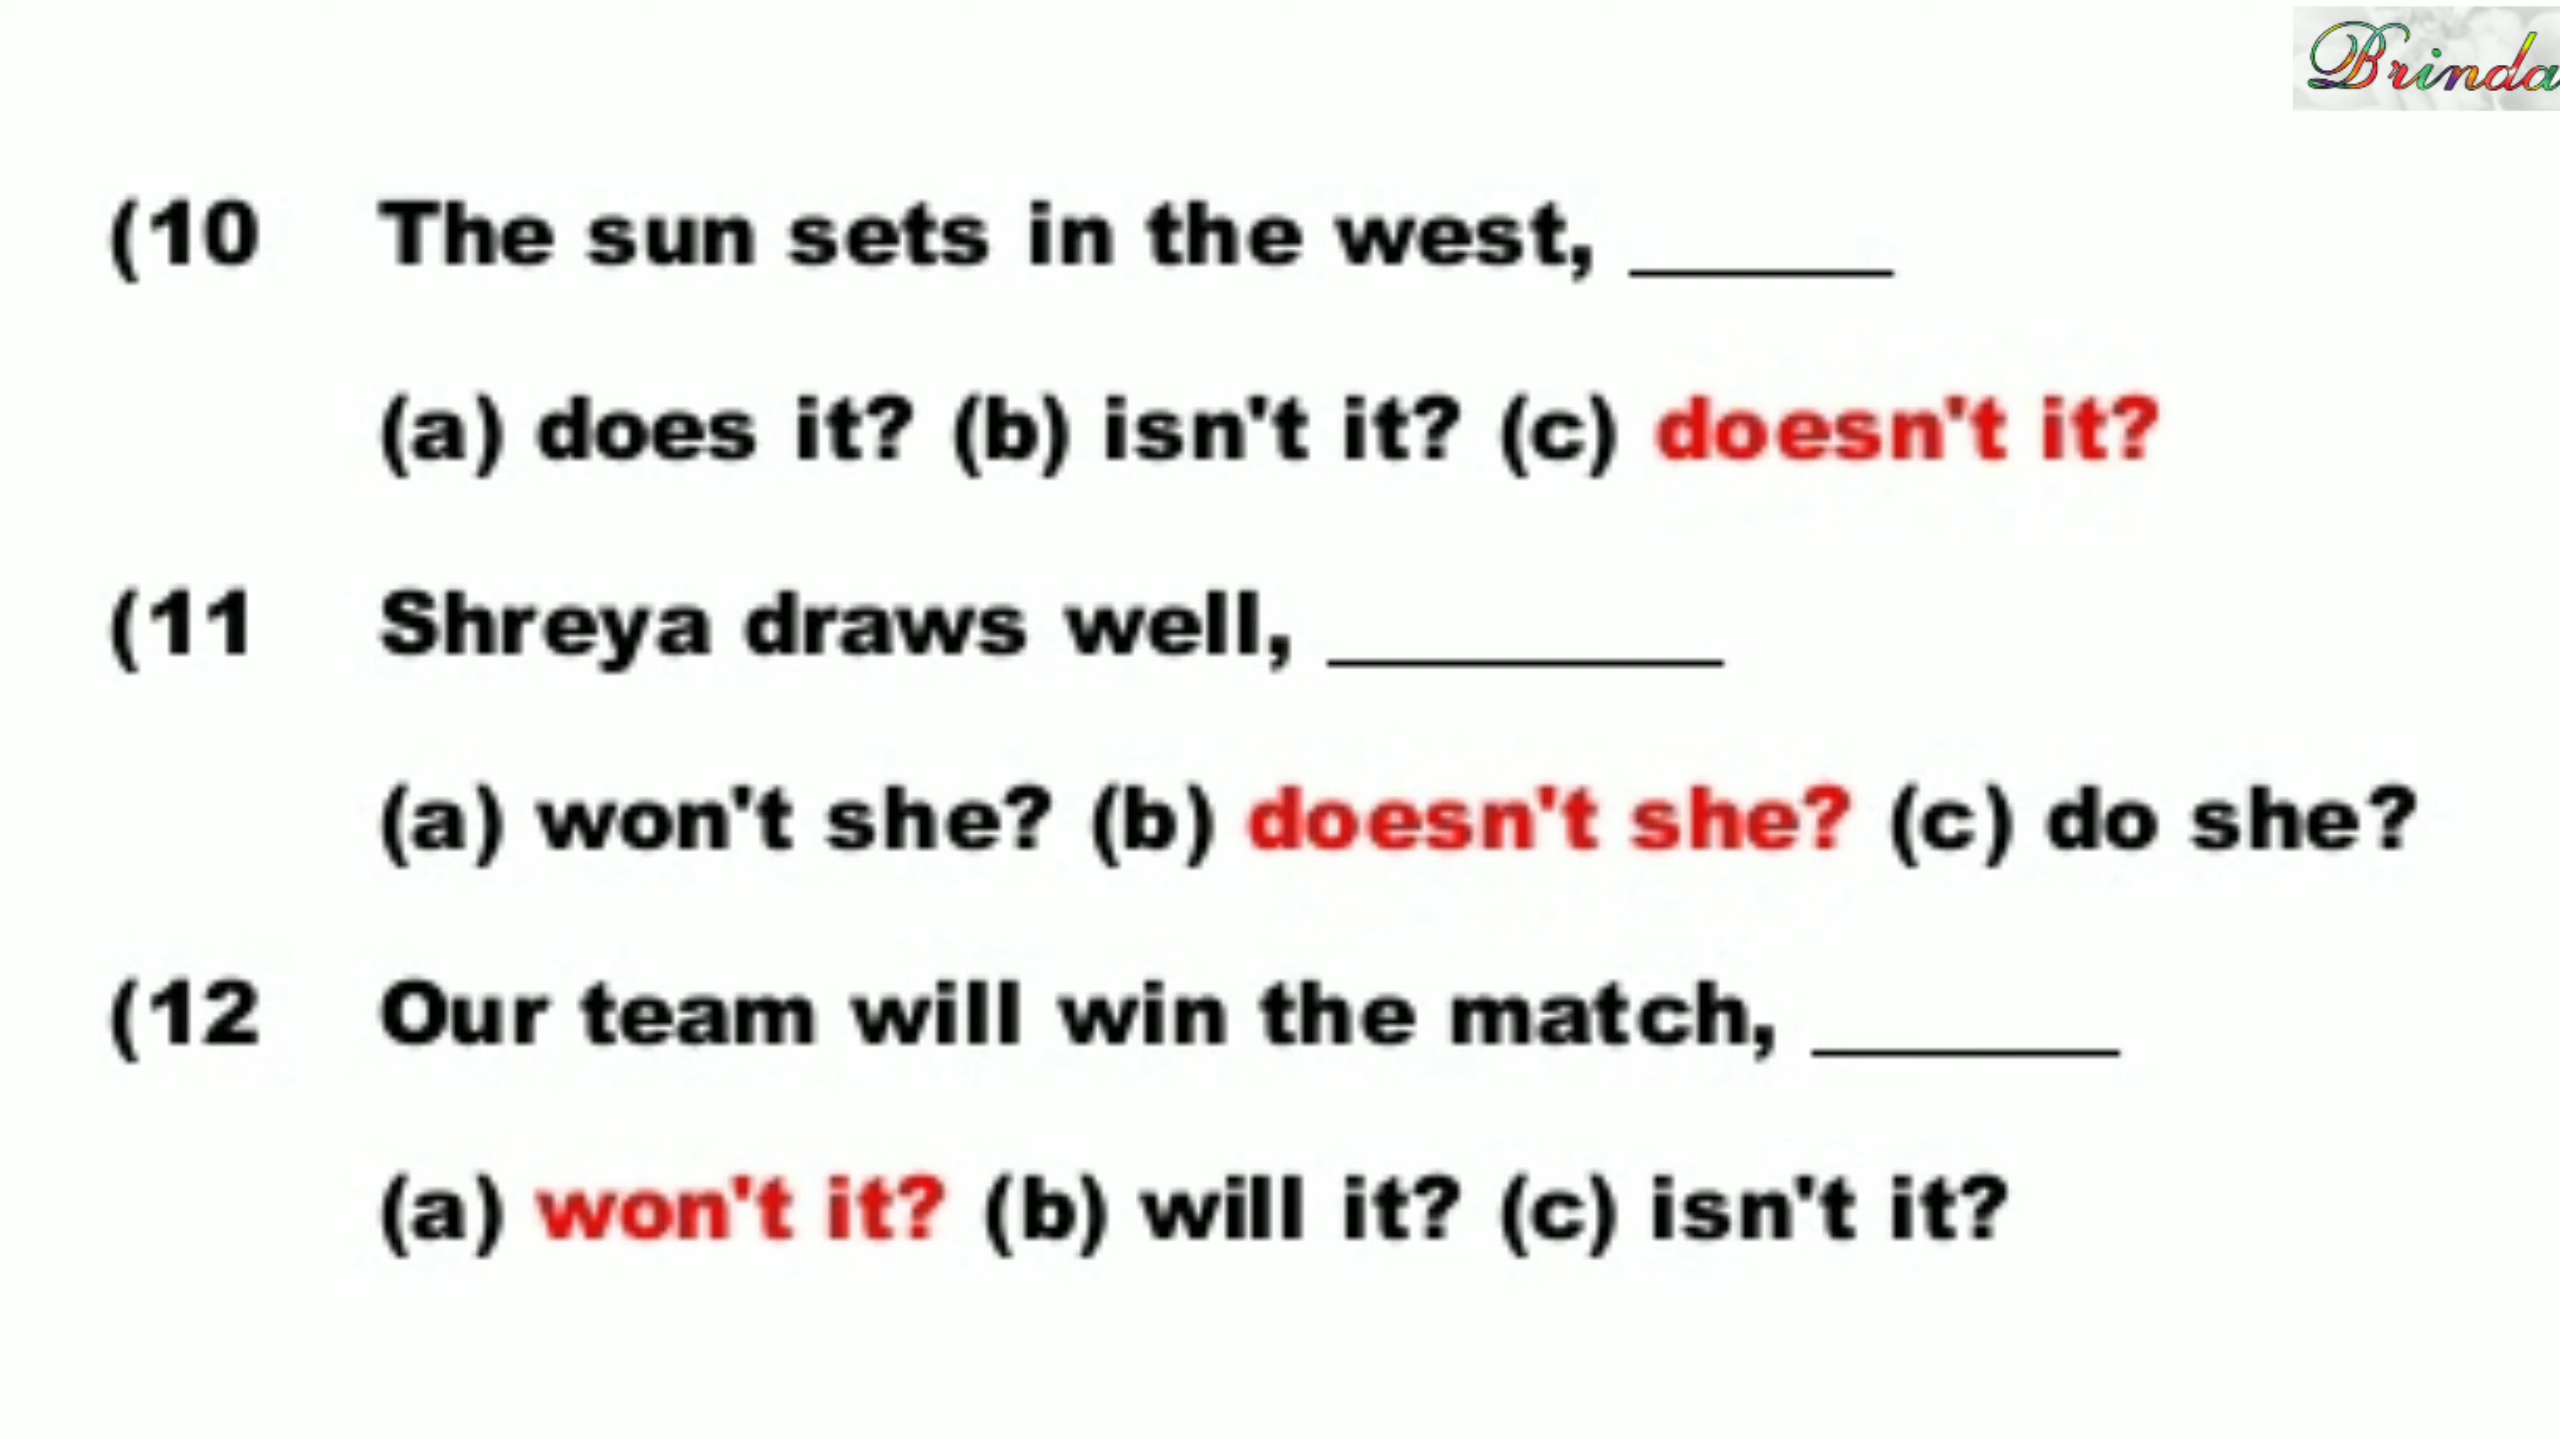 Brinda
(10 The sun sets in the west, ______
(a) does it? (b) isn't it? (c) doesn't it?
(11 Shreya draws well, _________
(a) won't she? (b) doesn't she? (c) do she?
(12 Our team will win the match, _______
(a) won't it? (b) will it? (c) isn't it?